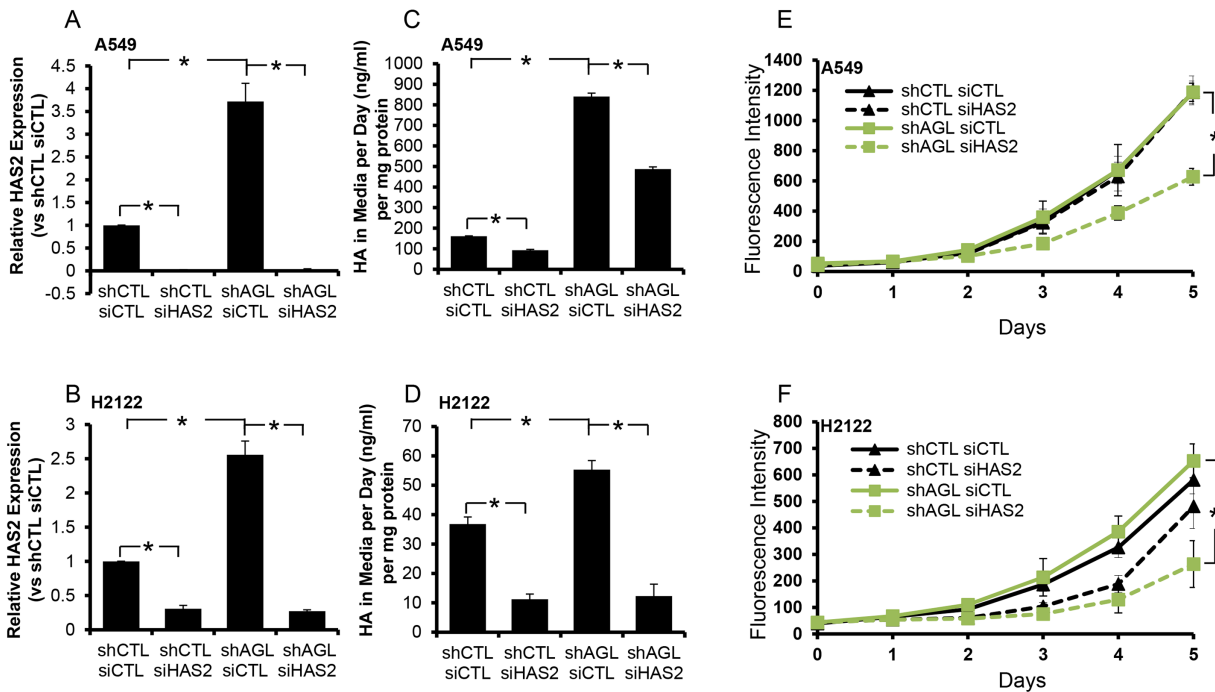 A
A549
Relative HAS2 Expression
(vs shCTL siCTL)
4.5
4
3.5
3
2.5
2
1.5
1
0.5
0
-0.5
*
*
*
shCTL siCTL
shCTL siHAS2
shAGL siCTL
shAGL siHAS2
C
A549
HA in Media per Day (ng/ml)
per mg protein
1000
900
800
700
600
500
400
300
200
100
0
*
*
*
shCTL siCTL
shCTL siHAS2
shAGL siCTL
shAGL siHAS2
E
A549
Fluorescence Intensity
1400
1200
1000
800
600
400
200
0
shCTL siCTL
shCTL siHAS2
shAGL siCTL
shAGL siHAS2
*
0 1 2 3 4 5
Days
B
H2122
Relative HAS2 Expression
(vs shCTL siCTL)
3
2.5
2
1.5
1
0.5
0
*
*
*
shCTL siCTL
shCTL siHAS2
shAGL siCTL
shAGL siHAS2
D
H2122
HA in Media per Day (ng/ml)
per mg protein
70
60
50
40
30
20
10
0
*
*
*
shCTL siCTL
shCTL siHAS2
shAGL siCTL
shAGL siHAS2
F
H2122
Fluorescence Intensity
800
700
600
500
400
300
200
100
0
shCTL siCTL
shCTL siHAS2
shAGL siCTL
shAGL siHAS2
*
0 1 2 3 4 5
Days